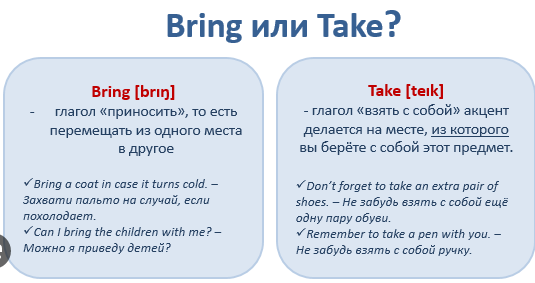 Bring или Take?
Bring [brɪŋ]
- глагол «приносить», то есть
перемещать из одного места
в другое
✓Bring a coat in case it turns cold. –
Захвати пальто на случай, если
похолодает.
✓Can I bring the children with me? –
Можно я приведу детей?
Take [teɪk]
- глагол «взять с собой» акцент
делается на месте, из которого
вы берёте с собой этот предмет.
✓Don’t forget to take an extra pair of
shoes. – Не забудь взять с собой ещё
одну пару обуви.
✓Remember to take a pen with you. –
Не забудь взять с собой ручку.